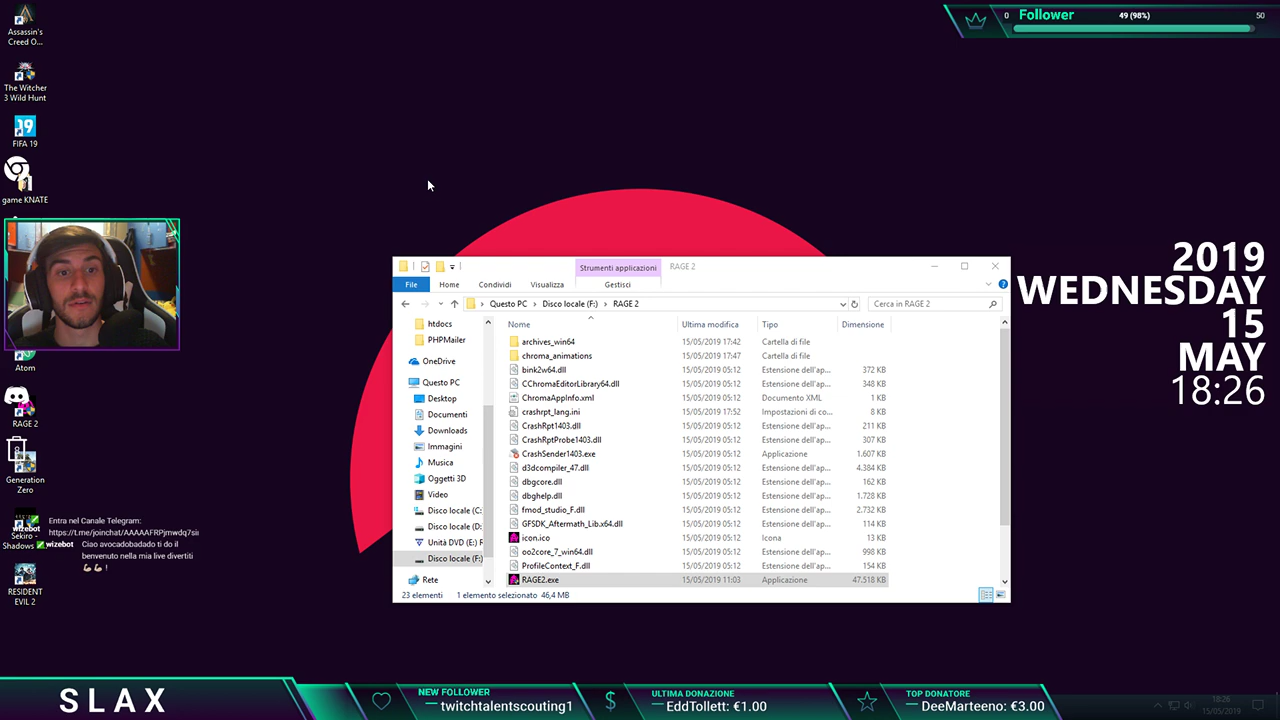 Assassin's
Creed O...
The Witcher
3 Wild Hunt
19
FIFA 19
game KNATE
Atom
RAGE 2
Generation
Zero
Sekiro -
Shadows
RESIDENT
EVIL 2
Entra nel Canale Telegram:
https://t.me/joinchat/AAAAAFRPjmwdq7sii
wizebot
wizebot
Ciao avocadobadado ti do il
benvenuto nella mia live divertiti
!
0
Follower
49 (98%)
50
Strumenti applicazioni
RAGE 2
File
Home
Condividi
Visualizza
Gestisci
Questo PC
Disco locale (F:)
RAGE 2
Cerca in RAGE 2
htdocs
PHPMailer
OneDrive
Questo PC
Desktop
Documenti
Downloads
Immagini
Musica
Oggetti 3D
Video
Disco locale (C:
Disco locale (D:
Unità DVD (E:) F
Disco locale (F:)
Rete
Nome Ultima modifica Tipo Dimensione
archives_win64 15/05/2019 17:42 Cartella di file
chroma_animations 15/05/2019 17:47 Cartella di file
bink2w64.dll 15/05/2019 05:12 Estensione dell'ap... 372 KB
CChromaEditorLibrary64.dll 15/05/2019 05:12 Estensione dell'ap... 348 KB
ChromaAppInfo.xml 15/05/2019 05:12 Documento XML 1 KB
crashrpt_lang.ini 15/05/2019 17:52 Impostazioni di co... 8 KB
CrashRpt1403.dll 15/05/2019 05:12 Estensione dell'ap... 211 KB
CrashRptProbe1403.dll 15/05/2019 05:12 Estensione dell'ap... 307 KB
CrashSender1403.exe 15/05/2019 05:12 Applicazione 1.607 KB
d3dcompiler_47.dll 15/05/2019 05:12 Estensione dell'ap... 4.384 KB
dbgcore.dll 15/05/2019 05:12 Estensione dell'ap... 162 KB
dbghelp.dll 15/05/2019 05:12 Estensione dell'ap... 1.728 KB
fmod_studio_F.dll 15/05/2019 05:12 Estensione dell'ap... 2.732 KB
GFSDK_Aftermath_Lib.x64.dll 15/05/2019 05:12 Estensione dell'ap... 114 KB
icon.ico 15/05/2019 05:12 Icona 13 KB
oo2core_7_win64.dll 15/05/2019 05:12 Estensione dell'ap... 998 KB
ProfileContext_F.dll 15/05/2019 05:12 Estensione dell'ap... 154 KB
RAGE2.exe 15/05/2019 11:03 Applicazione 47.518 KB
23 elementi 1 elemento selezionato 46,4 MB
2019
WEDNESDAY
15
MAY
18:26
SLAX
NEW FOLLOWER
twitchtalentscouting1
$
ULTIMA DONAZIONE
EddTollett: €1.00
TOP DONATORE
DeeMarteeno: €3.00
18:26
15/05/2019